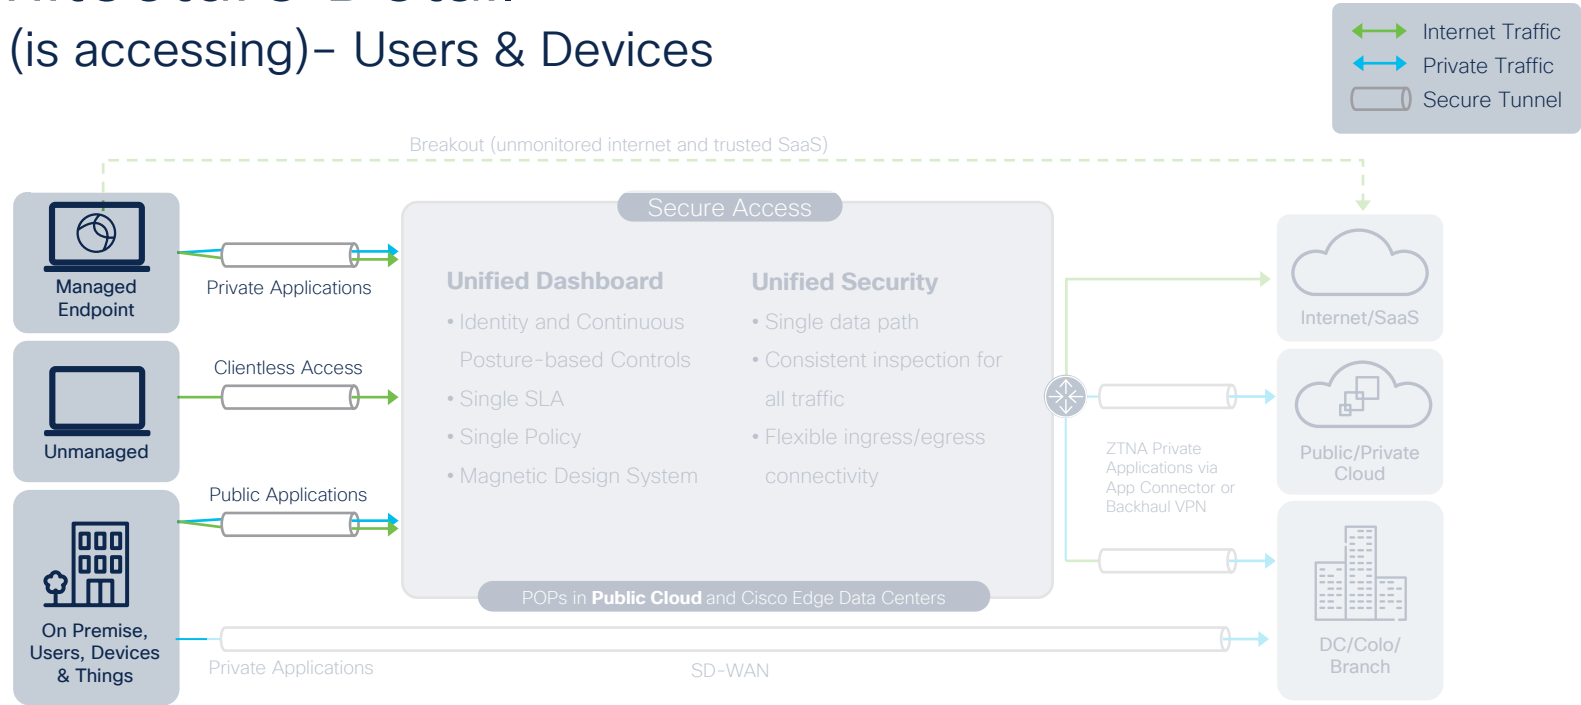 (is accessing)– Users & Devices
Internet Traffic
Private Traffic
Secure Tunnel
Breakout (unmonitored internet and trusted SaaS)
Managed
Endpoint
Private Applications
Unmanaged
Clientless Access
On Premise,
Users, Devices
& Things
Public Applications
Private Applications
SD-WAN
Secure Access
Unified Dashboard
• Identity and Continuous
Posture-based Controls
• Single SLA
• Single Policy
• Magnetic Design System
Unified Security
• Single data path
• Consistent inspection for
all traffic
• Flexible ingress/egress
connectivity
POPs in Public Cloud and Cisco Edge Data Centers
ZTNA Private
Applications via
App Connector or
Backhaul VPN
Internet/SaaS
Public/Private
Cloud
DC/Colo/
Branch